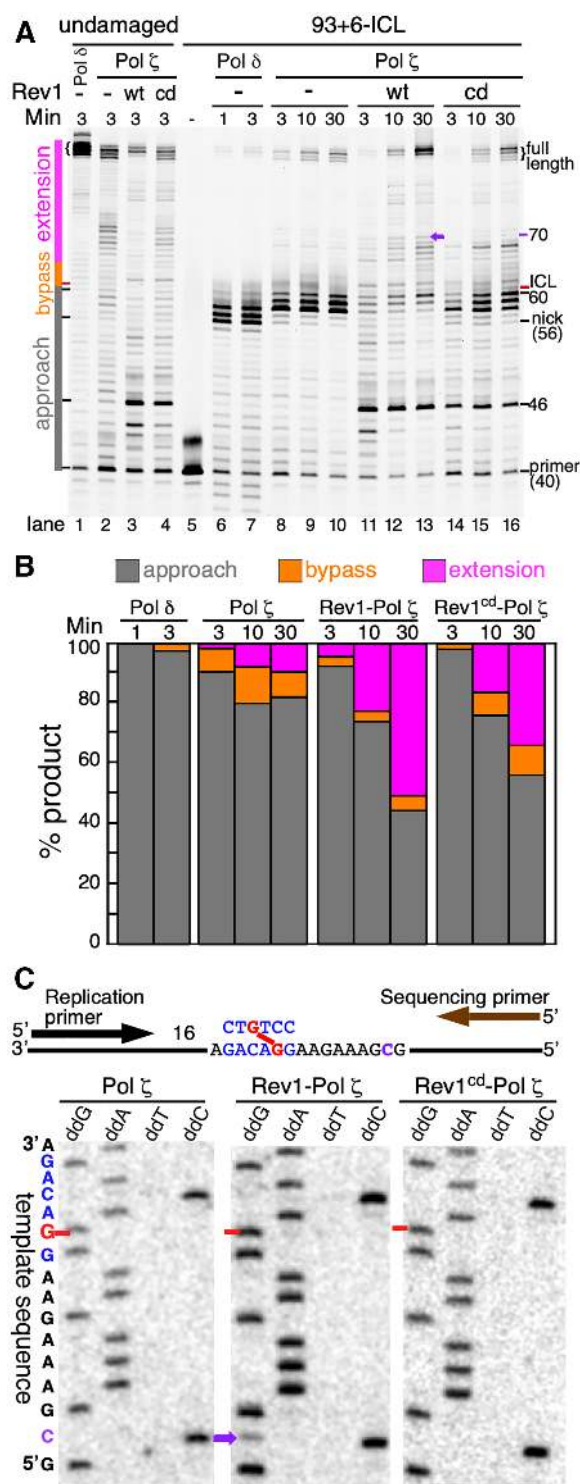 A
undamaged 93+6-ICL
Pol δ Pol ζ Pol δ Pol ζ
Rev1 - - wt cd - - wt cd
Min 3 3 3 3 - 1 3 3 10 30 3 10 30 3 10 30
extension
bypass
approach
full
length
70
ICL
60
nick
(56)
46
primer
(40)
lane 1 2 3 4 5 6 7 8 9 10 11 12 13 14 15 16
B
approach bypass extension
Pol δ Pol ζ Rev1-Pol ζ Rev1cd-Pol ζ
Min 1 3 3 10 30 3 10 30 3 10 30
% product
100
80
60
40
20
0
C
Replication
primer
Sequencing primer
5' 5'
16
CTGTCC
3' AGACAGGAAGAAAGCG 5'
Pol ζ Rev1-Pol ζ Rev1cd-Pol ζ
ddG ddA ddT ddC ddG ddA ddT ddC ddG ddA ddT ddC
template sequence
3' A
G
A
C
A
G
G
A
A
G
A
A
A
G
C
5' G